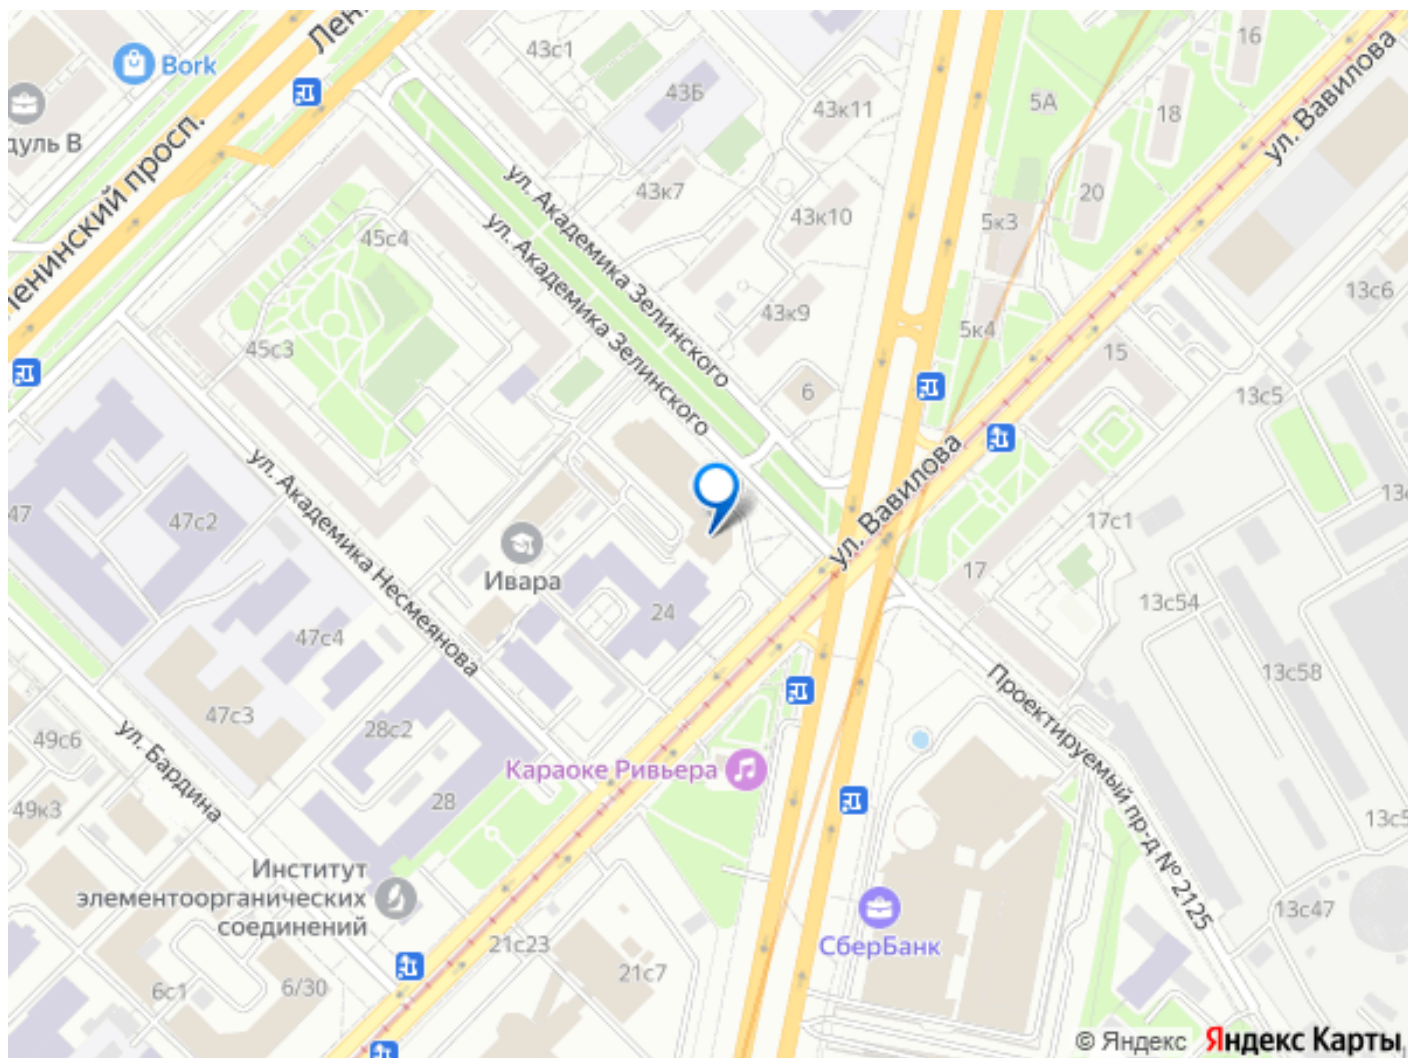 Bork
43с1
16
43Б
5А
18
43к11
ул. Вавилова
Ленинский просп.
43к7
20
43к10
5к3
ул. Академика Зелинского
ул. Академика Зелинского
45с4
13с6
43к9
5к4
15
45с3
6
13с5
47
47с2
ул. Вавилова
17с1
ул. Академика Несмеянова
Ивара
17
24
13с54
47с4
13с58
47с3
28с2
Проектируемый пр-д № 2125
49с6
ул. Бардина
Караоке Ривьера
28
49к3
Институт
элементоорганических
соединений
13с47
СберБанк
21с23
21с7
6с1
6/30
© Яндекс Яндекс Карты